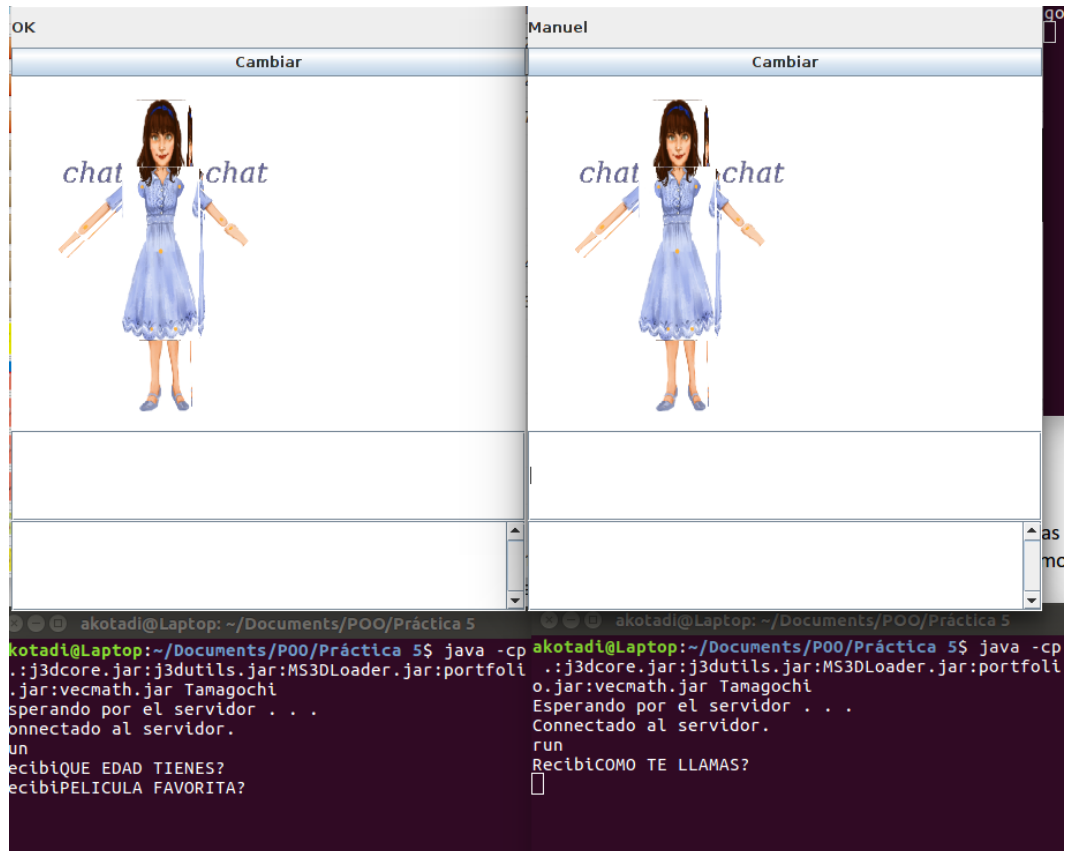 OK
Cambiar
chat chat
akotadi@Laptop: ~/Documents/POO/Práctica 5
kotadi@Laptop:~/Documents/POO/Práctica 5$ java -cp
.:j3dcore.jar:j3dutils.jar:MS3DLoader.jar:portfoli
.jar:vecmath.jar Tamagochi
sperando por el servidor . . .
onnectado al servidor.
un
ecibiQUE EDAD TIENES?
ecibiPELICULA FAVORITA?
Manuel
Cambiar
chat chat
akotadi@Laptop: ~/Documents/POO/Práctica 5
akotadi@Laptop:~/Documents/POO/Práctica 5$ java -cp
.:j3dcore.jar:j3dutils.jar:MS3DLoader.jar:portfoli
o.jar:vecmath.jar Tamagochi
Esperando por el servidor . . .
Connectado al servidor.
run
RecibiCOMO TE LLAMAS?
go
as
mo